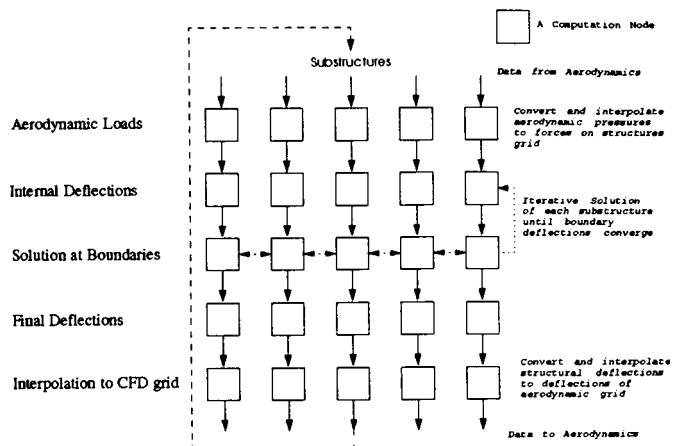 A Computation Node
Substructures
Data from Aerodynamics
Aerodynamic Loads
Convert and interpolate
aerodynamic pressures
to forces on structures
grid
Internal Deflections
Iterative Solution
of each substructure
until boundary
deflections converge
Solution at Boundaries
Final Deflections
Interpolation to CFD grid
Convert and interpolate
structural deflections
to deflections of
aerodynamic grid
Data to Aerodynamics